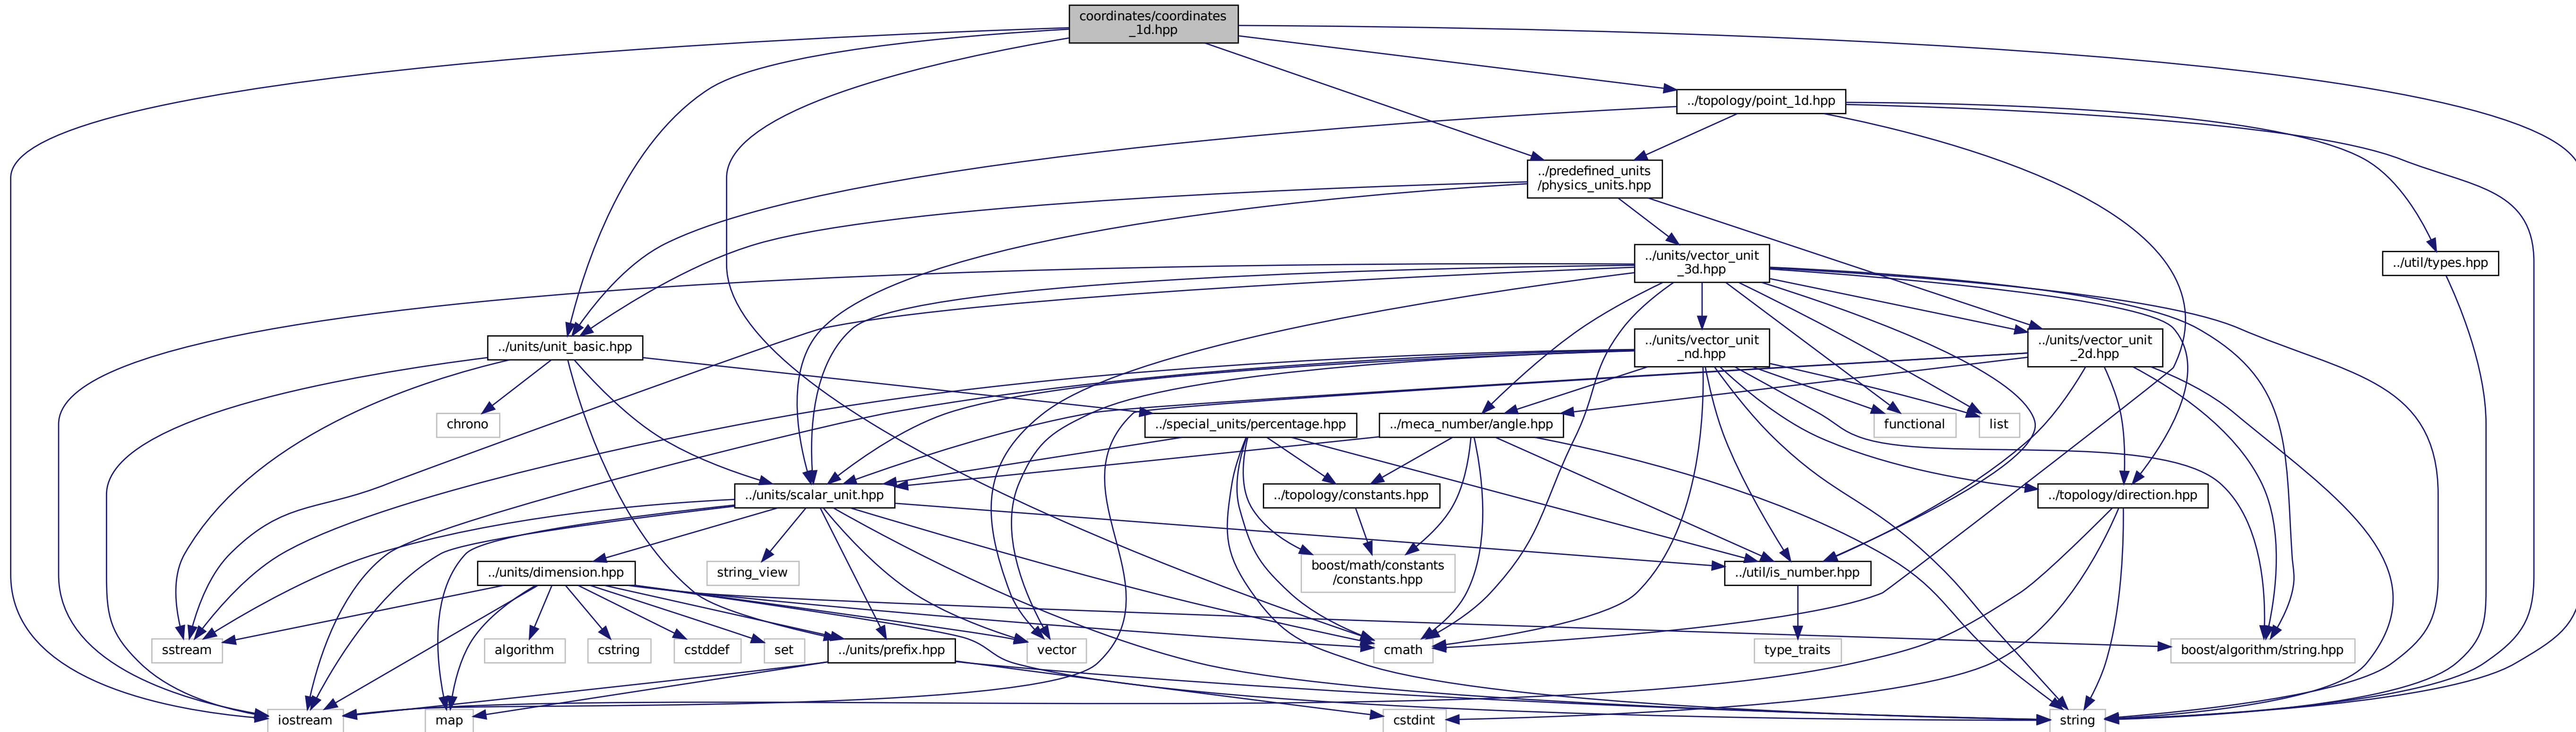 coordinates/coordinates
_1d.hpp
../topology/point_1d.hpp
../predefined_units
/physics_units.hpp
../units/vector_unit
_3d.hpp
../util/types.hpp
../units/unit_basic.hpp
../units/vector_unit
_nd.hpp
../units/vector_unit
_2d.hpp
chrono
../special_units/percentage.hpp
../meca_number/angle.hpp
functional
list
../units/scalar_unit.hpp
../topology/constants.hpp
../topology/direction.hpp
../units/dimension.hpp
string_view
boost/math/constants
/constants.hpp
../util/is_number.hpp
sstream
algorithm
cstring
cstddef
set
../units/prefix.hpp
vector
cmath
type_traits
boost/algorithm/string.hpp
iostream
map
cstdint
string